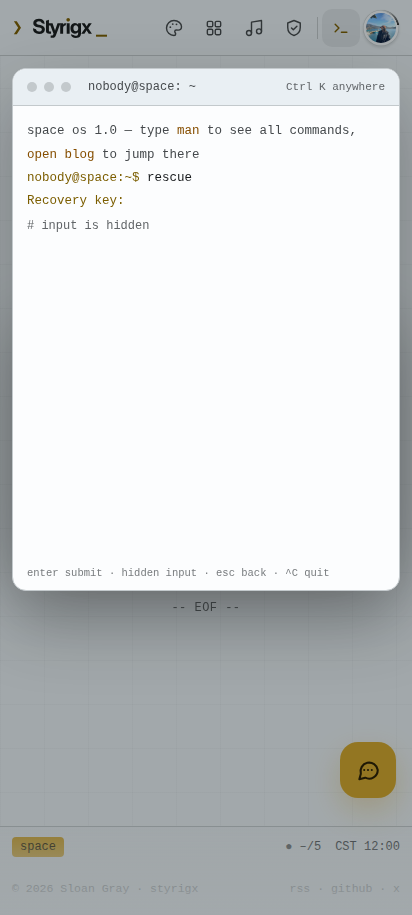 ❯ Styrigx _
nobody@space: ~ Ctrl K anywhere
space os 1.0 — type man to see all commands,
open blog to jump there
nobody@space:~$ rescue
Recovery key:
# input is hidden
enter submit · hidden input · esc back · ^C quit
-- EOF --
space ● −/5 CST 12:00
© 2026 Sloan Gray · styrigx rss · github · x